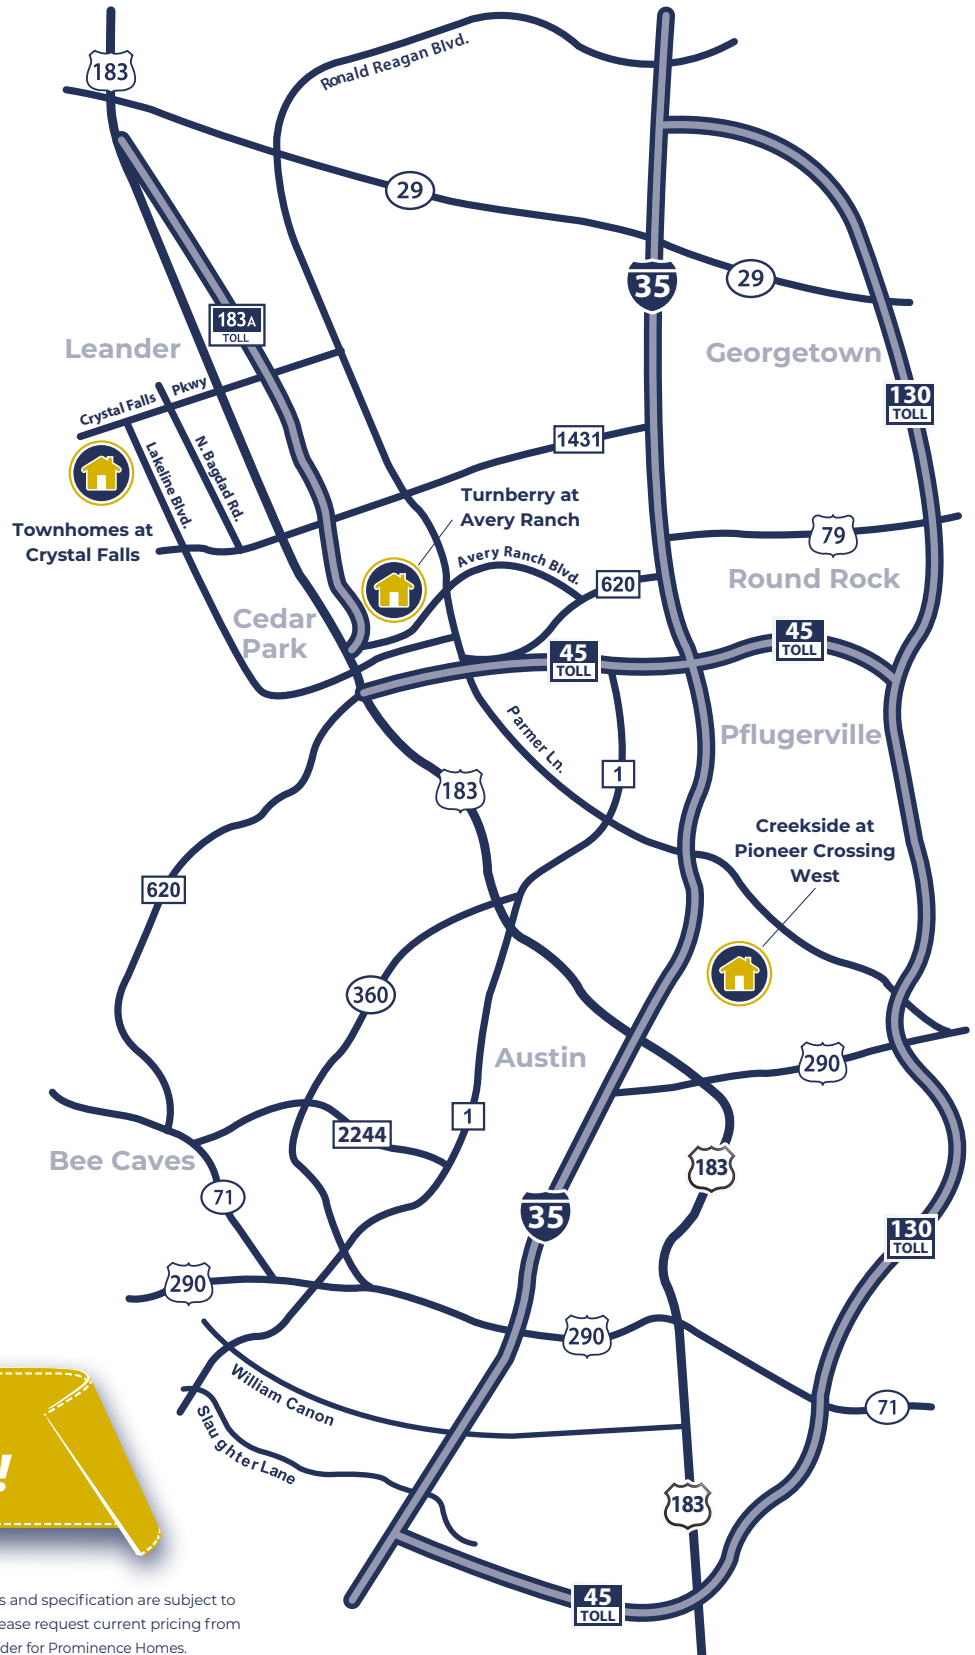 183
Ronald Reagan Blvd.
29
35
29
183A
TOLL
Leander
Georgetown
Crystal Falls Pkwy
130
TOLL
Lakeline Blvd.
N. Bagdad Rd.
1431
Turnberry at
Avery Ranch
Townhomes at
Crystal Falls
79
Avery Ranch Blvd.
620
Round Rock
Cedar
Park
45
TOLL
45
TOLL
Parmer Ln.
Pflugerville
1
183
Creekside at
Pioneer Crossing
West
620
360
Austin
290
1
2244
Bee Caves
183
71
35
130
TOLL
290
290
William Canon
71
Slaughter Lane
!
183
s and specification are subject to
ease request current pricing from
der for Prominence Homes.
45
TOLL